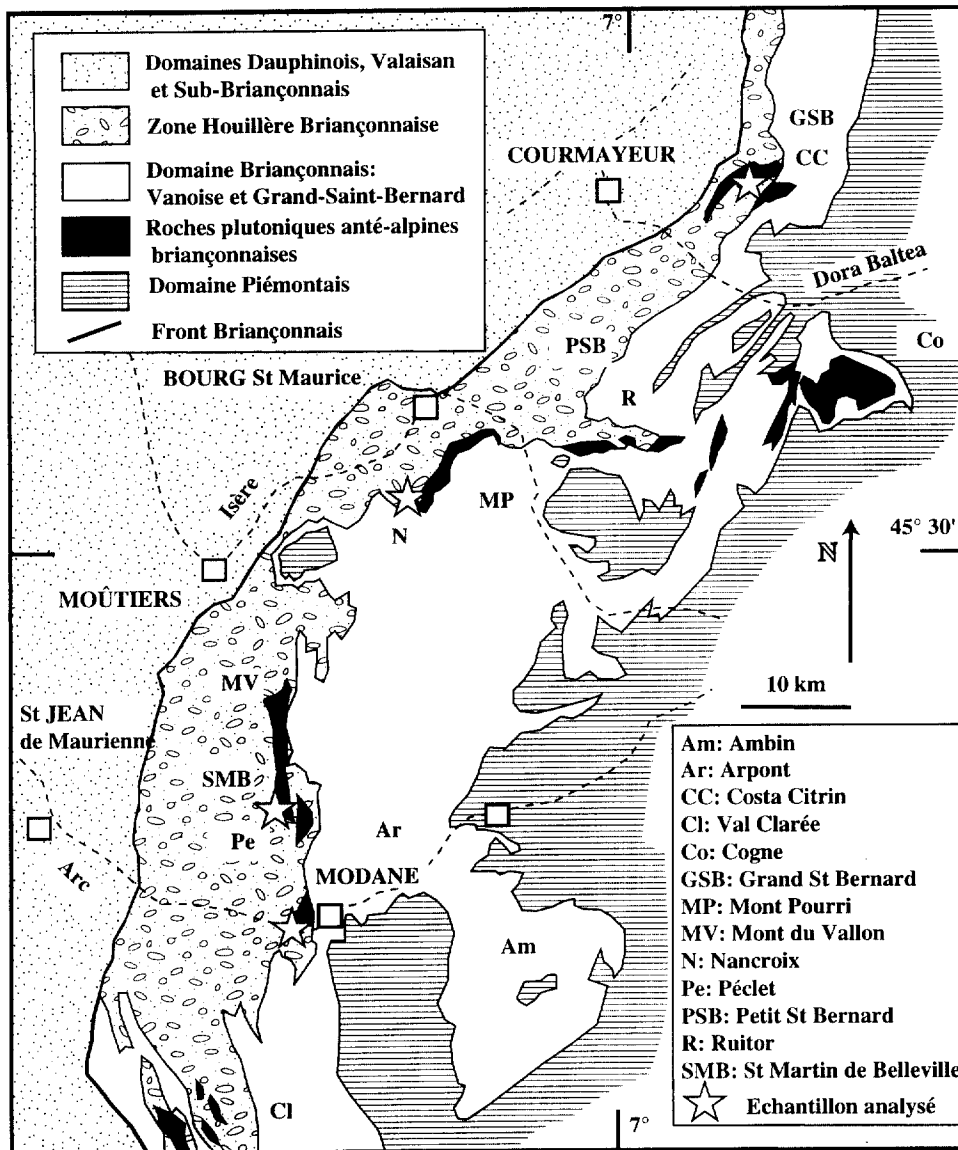 7°
Domaines Dauphinois, Valaisan
et Sub-Briançonnais
Zone Houillère Briançonnaise
Domaine Briançonnais:
Vanoise et Grand-Saint-Bernard
Roches plutoniques anté-alpines
briançonnaises
Domaine Piémontais
Front Briançonnais
GSB
CC
COURMAYEUR
Dora Baltea
Co
PSB
BOURG St Maurice
R
Isère
MP
N
45° 30'
N
MOÛTIERS
10 km
MV
St JEAN
de Maurienne
SMB
Pe
Ar
Arc
MODANE
Am
Cl
7°
Am: Ambin
Ar: Arpont
CC: Costa Citrin
Cl: Val Clarée
Co: Cogne
GSB: Grand St Bernard
MP: Mont Pourri
MV: Mont du Vallon
N: Nancroix
Pe: Péclet
PSB: Petit St Bernard
R: Ruitor
SMB: St Martin de Belleville
Echantillon analysé